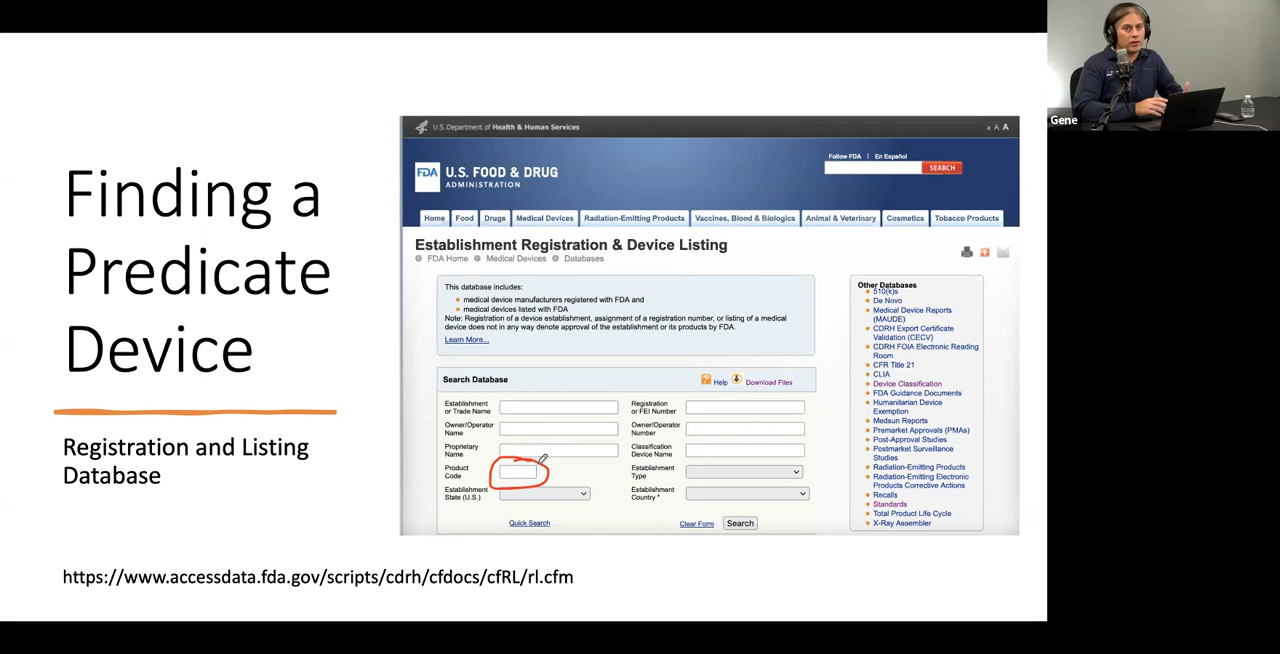 Finding a
Predicate
Device
Registration and Listing
Database
https://www.accessdata.fda.gov/scripts/cdrh/cfdocs/cfRL/rl.cfm
U.S. Department of Health & Human Services
a A A
FDA
U.S. FOOD & DRUG
ADMINISTRATION
Follow FDA | En Español
SEARCH
Home
Food
Drugs
Medical Devices
Radiation-Emitting Products
Vaccines, Blood & Biologics
Animal & Veterinary
Cosmetics
Tobacco Products
Establishment Registration & Device Listing
FDA Home
Medical Devices
Databases
This database includes:
medical device manufacturers registered with FDA and
medical devices listed with FDA
Note: Registration of a device establishment, assignment of a registration number, or listing of a medical
device does not in any way denote approval of the establishment or its products by FDA.
Learn More...
Search Database
Help
Download Files
Establishment
or Trade Name
Registration
or FEI Number
Owner/Operator
Name
Owner/Operator
Number
Proprietary
Name
Classification
Device Name
Product
Code
Establishment
Type
Establishment
State (U.S.)
Establishment
Country *
Quick Search
Clear Form
Search
Other Databases
510(k)s
De Novo
Medical Device Reports
(MAUDE)
CDRH Export Certificate
Validation (CECV)
CDRH FOIA Electronic Reading
Room
CFR Title 21
CLIA
Device Classification
FDA Guidance Documents
Humanitarian Device
Exemption
Medsun Reports
Premarket Approvals (PMAs)
Post-Approval Studies
Postmarket Surveillance
Studies
Radiation-Emitting Products
Radiation-Emitting Electronic
Products Corrective Actions
Recalls
Standards
Total Product Life Cycle
X-Ray Assembler
Gene